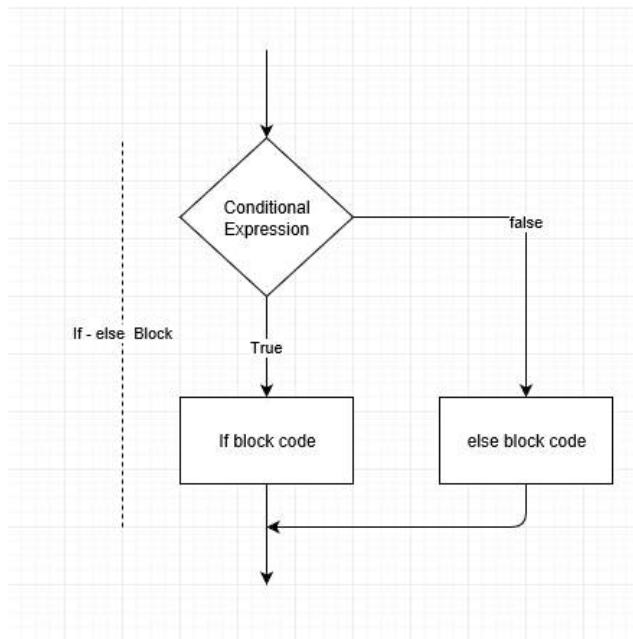 Conditional
Expression
false
If - else  Block
True
If block code
else block code